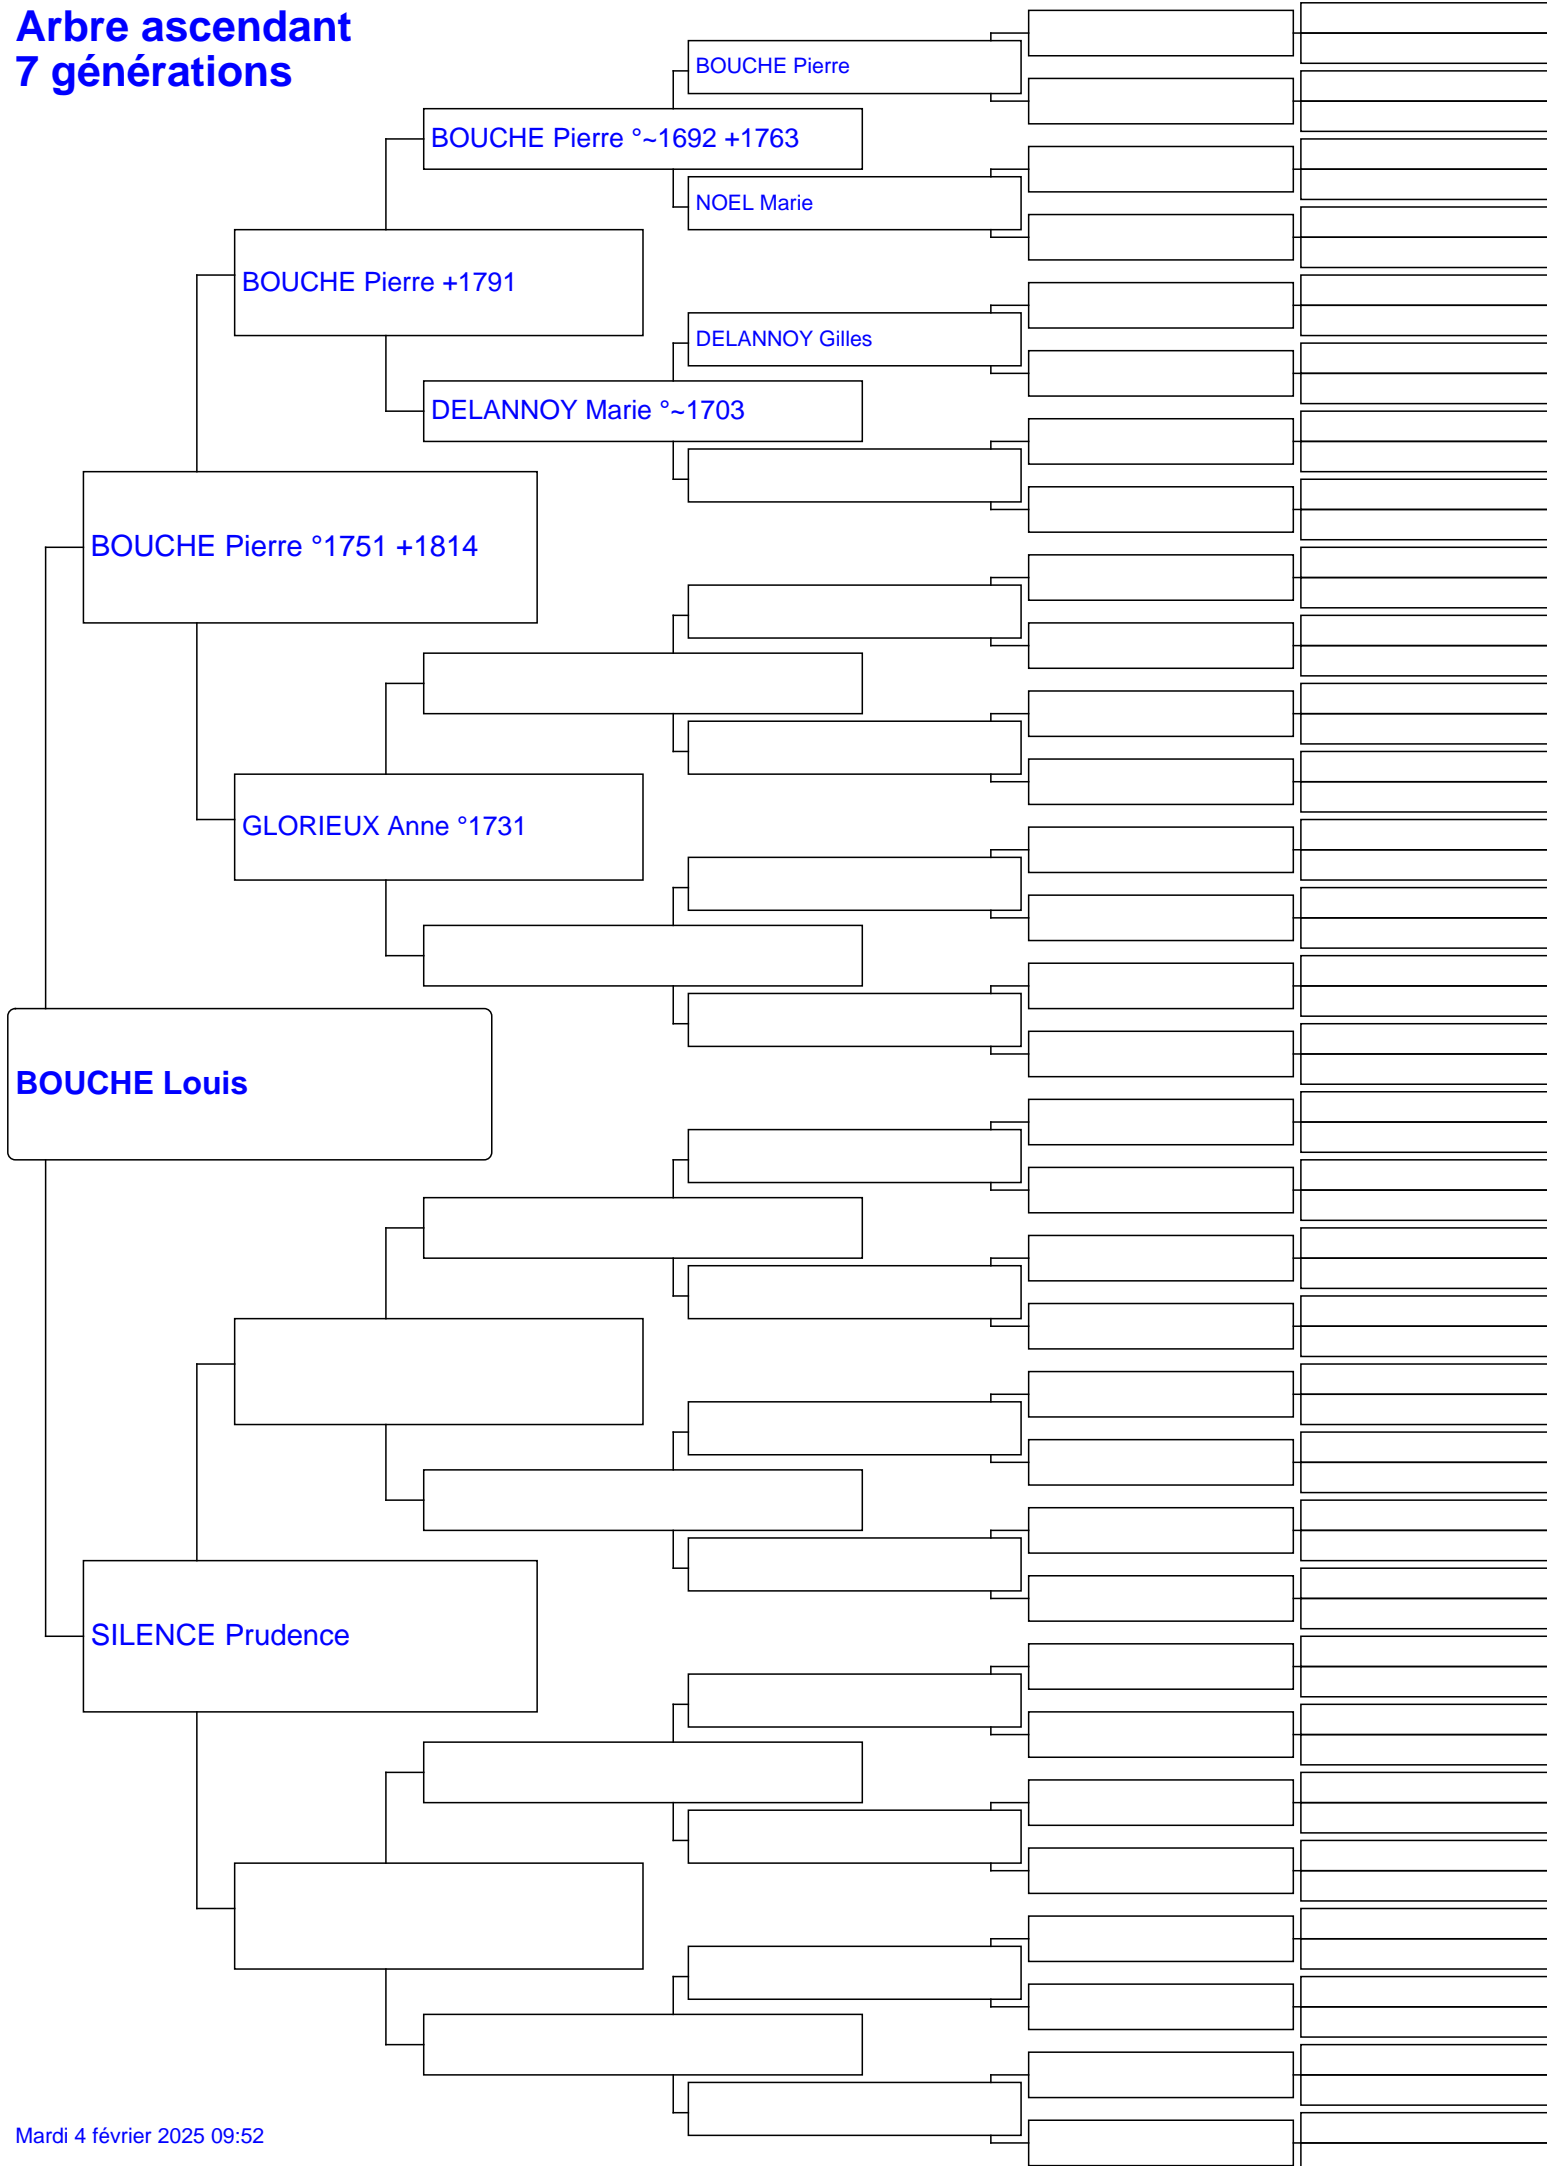 Arbre ascendant
7 générations
BOUCHE Pierre
BOUCHE Pierre °~1692 +1763
NOEL Marie
BOUCHE Pierre +1791
DELANNOY Gilles
DELANNOY Marie °~1703
BOUCHE Pierre °1751 +1814
GLORIEUX Anne °1731
BOUCHE Louis
SILENCE Prudence
Mardi 4 février 2025 09:52